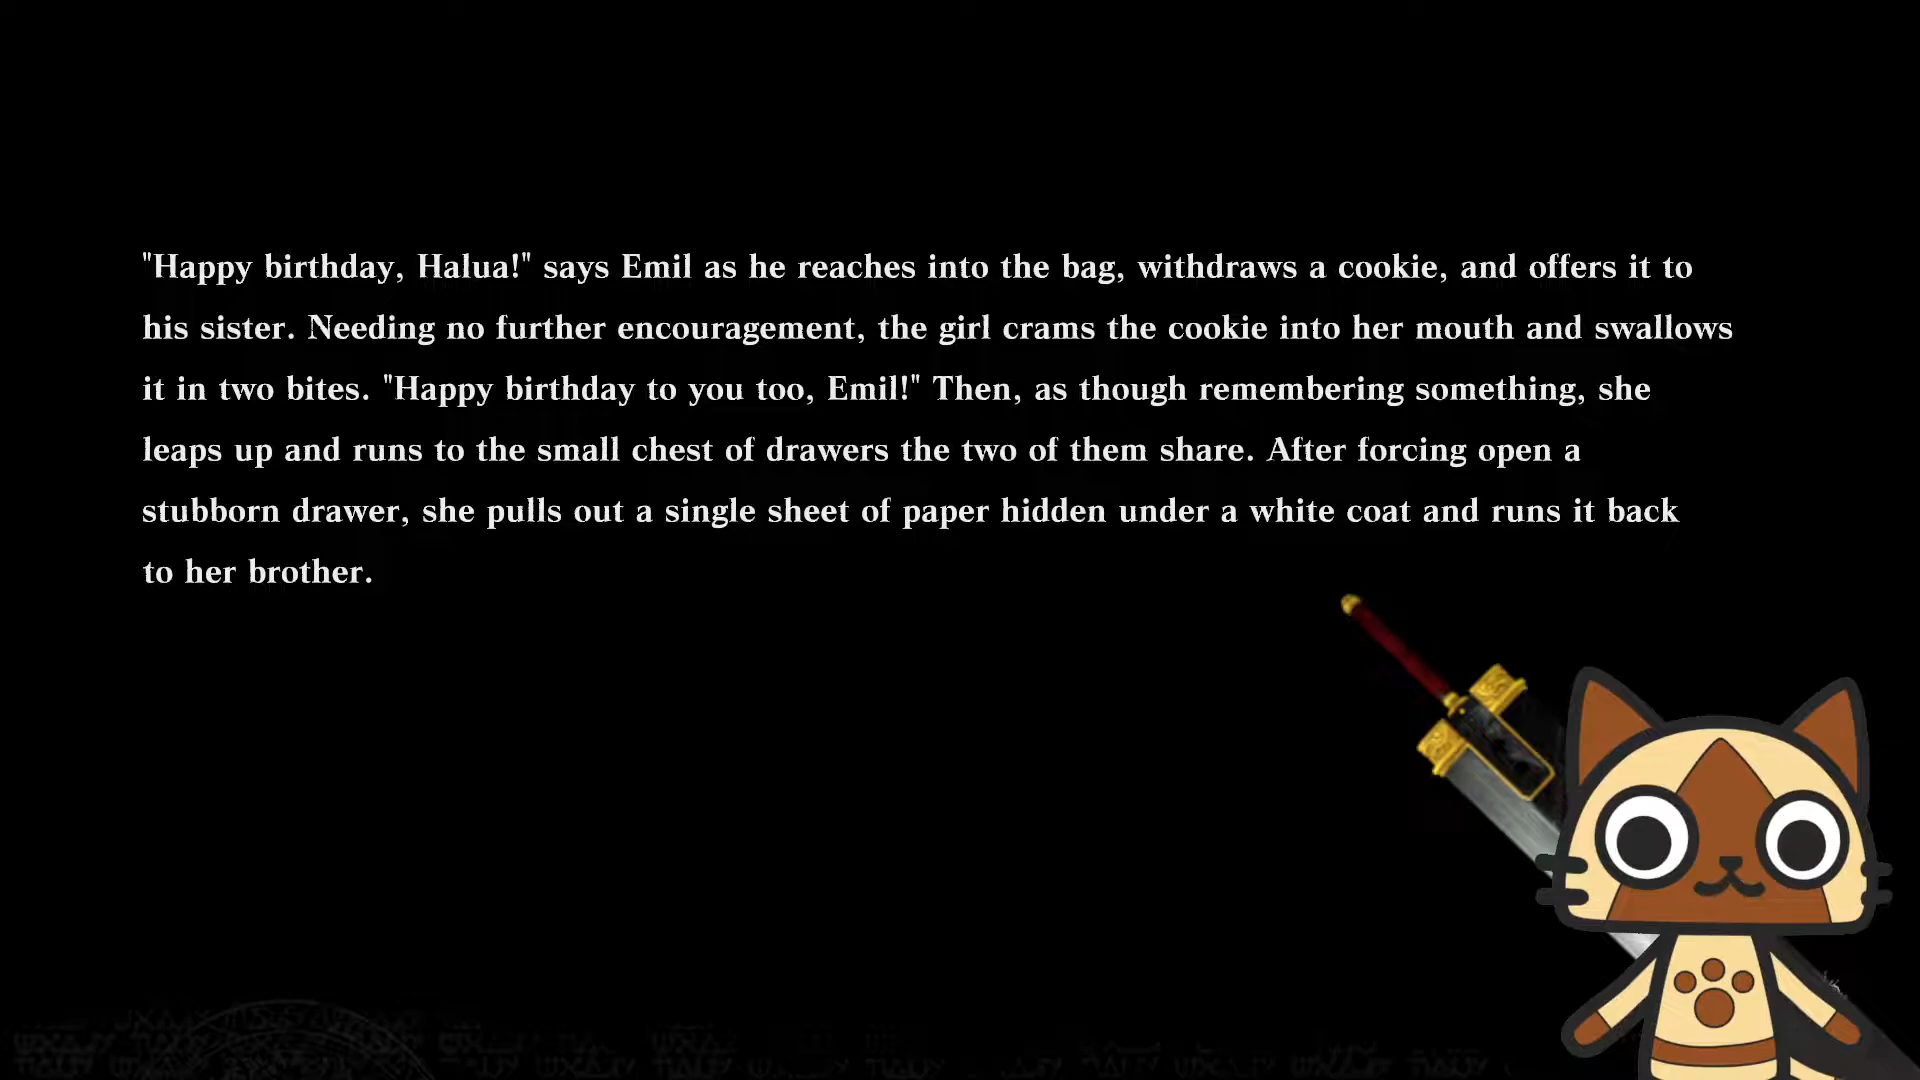 "Happy birthday, Halua!" says Emil as he reaches into the bag, withdraws a cookie, and offers it to
his sister. Needing no further encouragement, the girl crams the cookie into her mouth and swallows
it in two bites. "Happy birthday to you too, Emil!" Then, as though remembering something, she
leaps up and runs to the small chest of drawers the two of them share. After forcing open a
stubborn drawer, she pulls out a single sheet of paper hidden under a white coat and runs it back
to her brother.